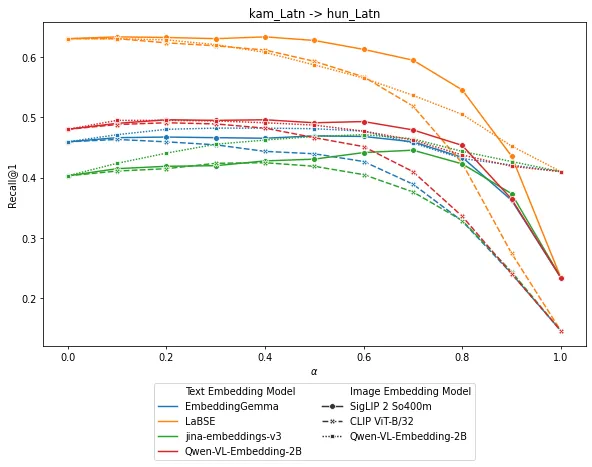 kam_Latn -> hun_Latn
Recall@1
0.6
0.5
0.4
0.3
0.2
0.0
0.2
0.4
0.6
0.8
1.0
α
Text Embedding Model
EmbeddingGemma
LaBSE
jina-embeddings-v3
Qwen-VL-Embedding-2B
Image Embedding Model
SigLIP 2 So400m
CLIP ViT-B/32
Qwen-VL-Embedding-2B